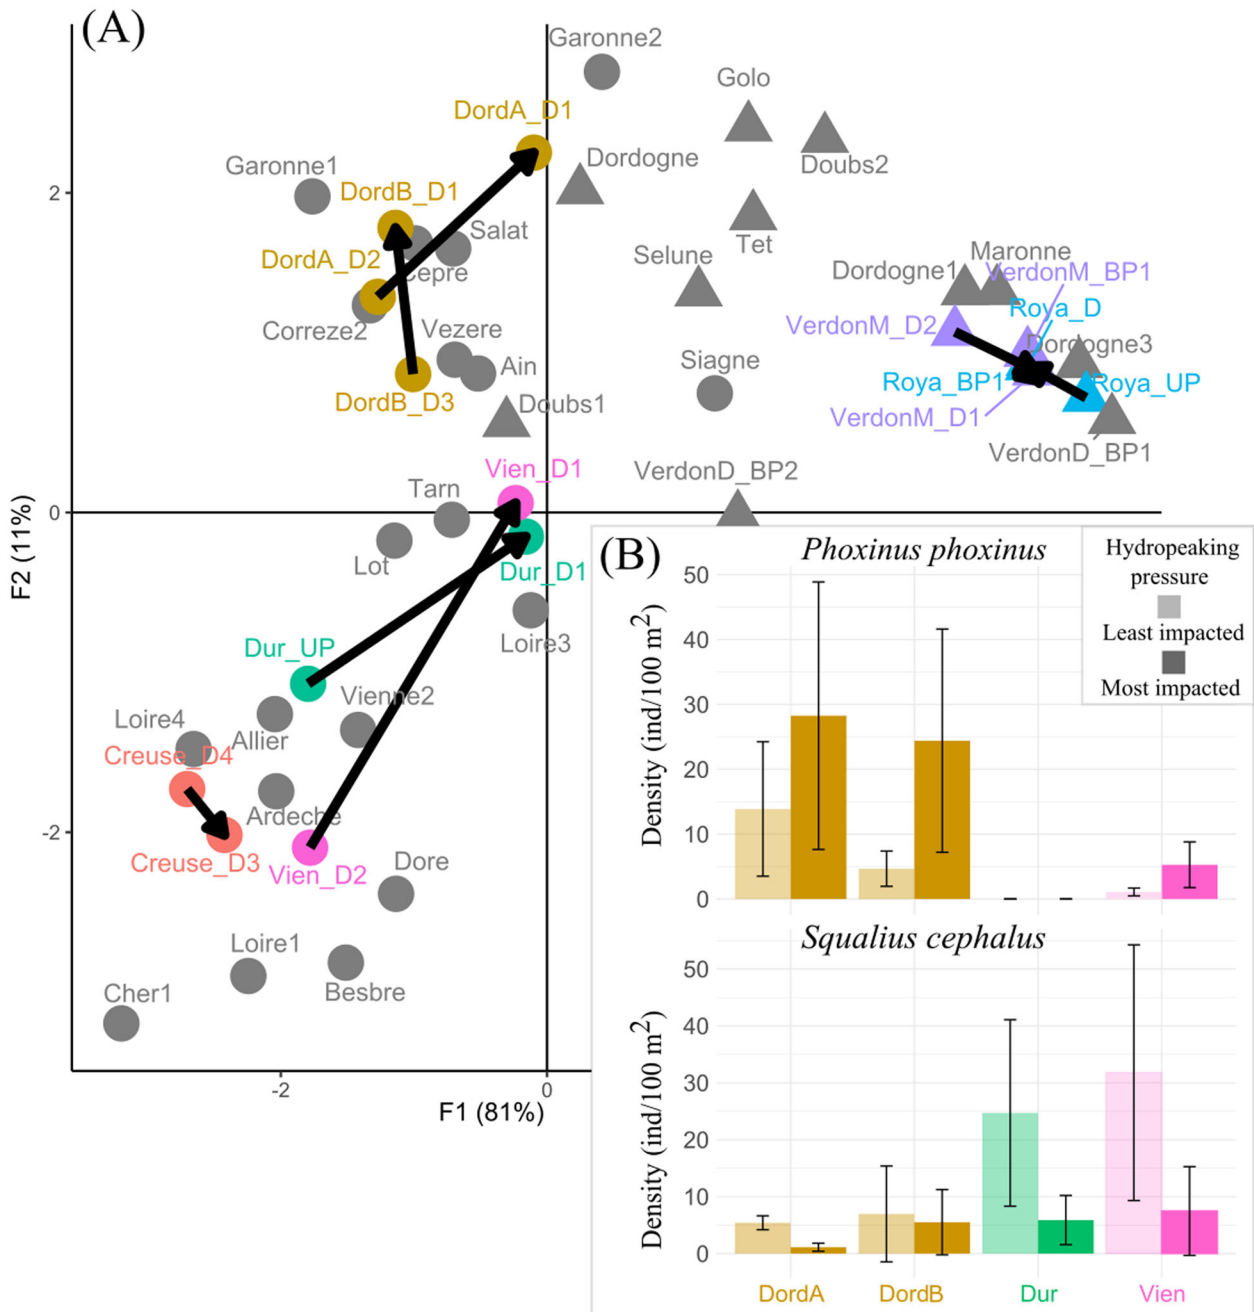 (A)
Garonne2
Golo
DordA_D1
Dordogne
Doubs2
Garonne1
DordB_D1
2
Salat
Tet
DordA_D2
Cepre
Selune
Maronne
Dordogne1
VerdonM_BP1
Roya_D
Correze2
Vezere
VerdonM_D2
Dordogne3
Siagne
Ain
Roya_BP1
Roya_UP
DordB_D3
Doubs1
VerdonM_D1
VerdonD_BP1
Vien_D1
VerdonD_BP2
Tarn
0
Lot
Dur_D1
F2 (11%)
Loire3
Dur_UP
Vienne2
Loire4
Allier
Creuse_D4
Ardeche
-2
Creuse_D3
Vien_D2
Dore
Loire1
Besbre
Cher1
-2
0
F1 (81%)
(B)
Phoxinus phoxinus
Hydropeaking
pressure
Least impacted
Most impacted
50
40
30
20
10
0
Density (ind/100 m²)
Squalius cephalus
50
40
30
20
10
0
Density (ind/100 m²)
DordA
DordB
Dur
Vien